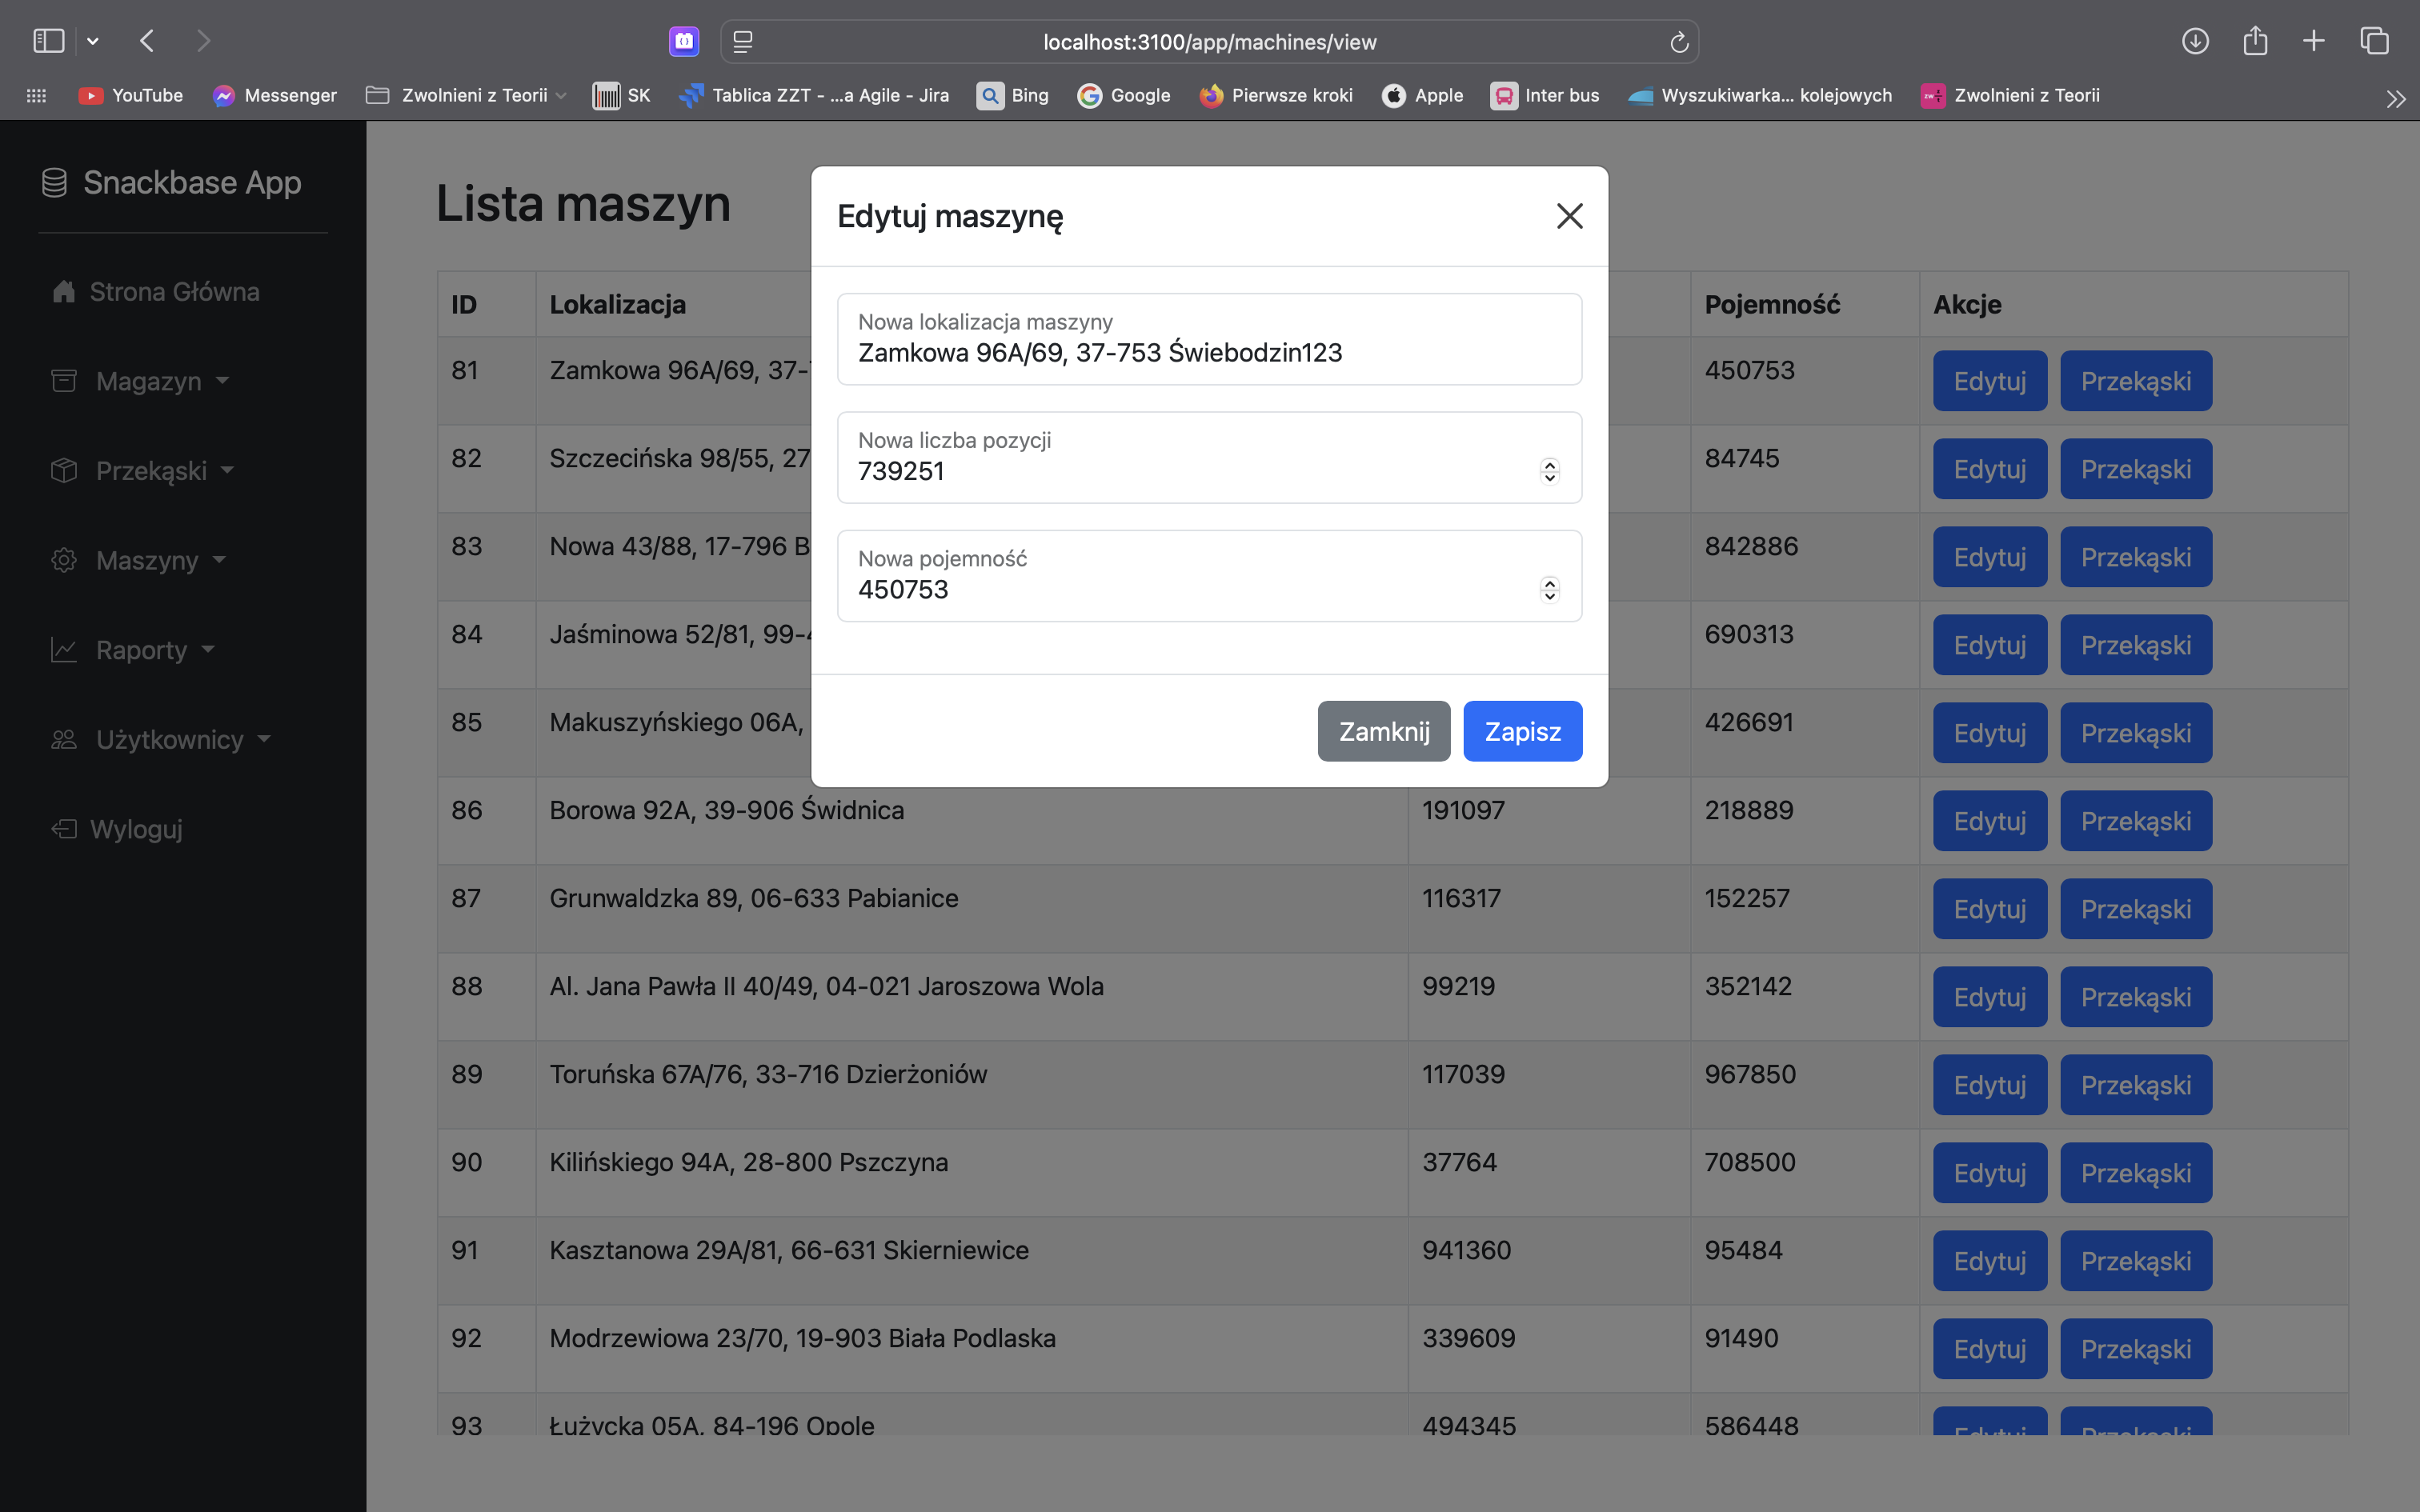 localhost:3100/app/machines/view
YouTube Messenger Zwolnieni z Teorii SK Tablica ZZT - ...a Agile - Jira Bing Google Pierwsze kroki Apple Inter bus Wyszukiwarka... kolejowych Zwolnieni z Teorii
Snackbase App
Strona Główna
Magazyn
Przekąski
Maszyny
Raporty
Użytkownicy
Wyloguj
Lista maszyn
Edytuj maszynę
Nowa lokalizacja maszyny
Zamkowa 96A/69, 37-753 Świebodzin123
Nowa liczba pozycji
739251
Nowa pojemność
450753
Zamknij Zapisz
ID Lokalizacja Pojemność Akcje
81 Zamkowa 96A/69, 37- 450753 Edytuj Przekąski
82 Szczecińska 98/55, 27 84745 Edytuj Przekąski
83 Nowa 43/88, 17-796 B 842886 Edytuj Przekąski
84 Jaśminowa 52/81, 99-4 690313 Edytuj Przekąski
85 Makuszyńskiego 06A, 426691 Edytuj Przekąski
86 Borowa 92A, 39-906 Świdnica 191097 218889 Edytuj Przekąski
87 Grunwaldzka 89, 06-633 Pabianice 116317 152257 Edytuj Przekąski
88 Al. Jana Pawła II 40/49, 04-021 Jaroszowa Wola 99219 352142 Edytuj Przekąski
89 Toruńska 67A/76, 33-716 Dzierżoniów 117039 967850 Edytuj Przekąski
90 Kilińskiego 94A, 28-800 Pszczyna 37764 708500 Edytuj Przekąski
91 Kasztanowa 29A/81, 66-631 Skierniewice 941360 95484 Edytuj Przekąski
92 Modrzewiowa 23/70, 19-903 Biała Podlaska 339609 91490 Edytuj Przekąski
93 Łużycka 05A, 84-196 Opole 494345 586448 Edytuj Przekąski